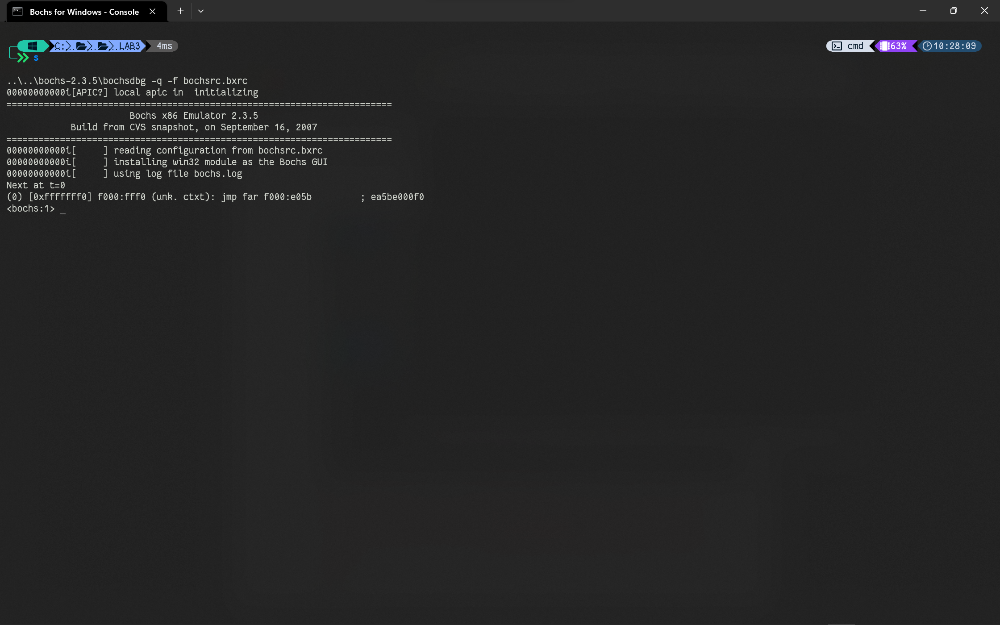 Bochs for Windows - Console
C: LAB3 4ms cmd 63% 10:28:09
s
..\..\bochs-2.3.5\bochsdbg -q -f bochsrc.bxrc
00000000000i[APIC?] local apic in  initializing
========================================================================
Bochs x86 Emulator 2.3.5
Build from CVS snapshot, on September 16, 2007
========================================================================
00000000000i[     ] reading configuration from bochsrc.bxrc
00000000000i[     ] installing win32 module as the Bochs GUI
00000000000i[     ] using log file bochs.log
Next at t=0
(0) [0xfffffff0] f000:fff0 (unk. ctxt): jmp far f000:e05b         ; ea5be000f0
<bochs:1> _